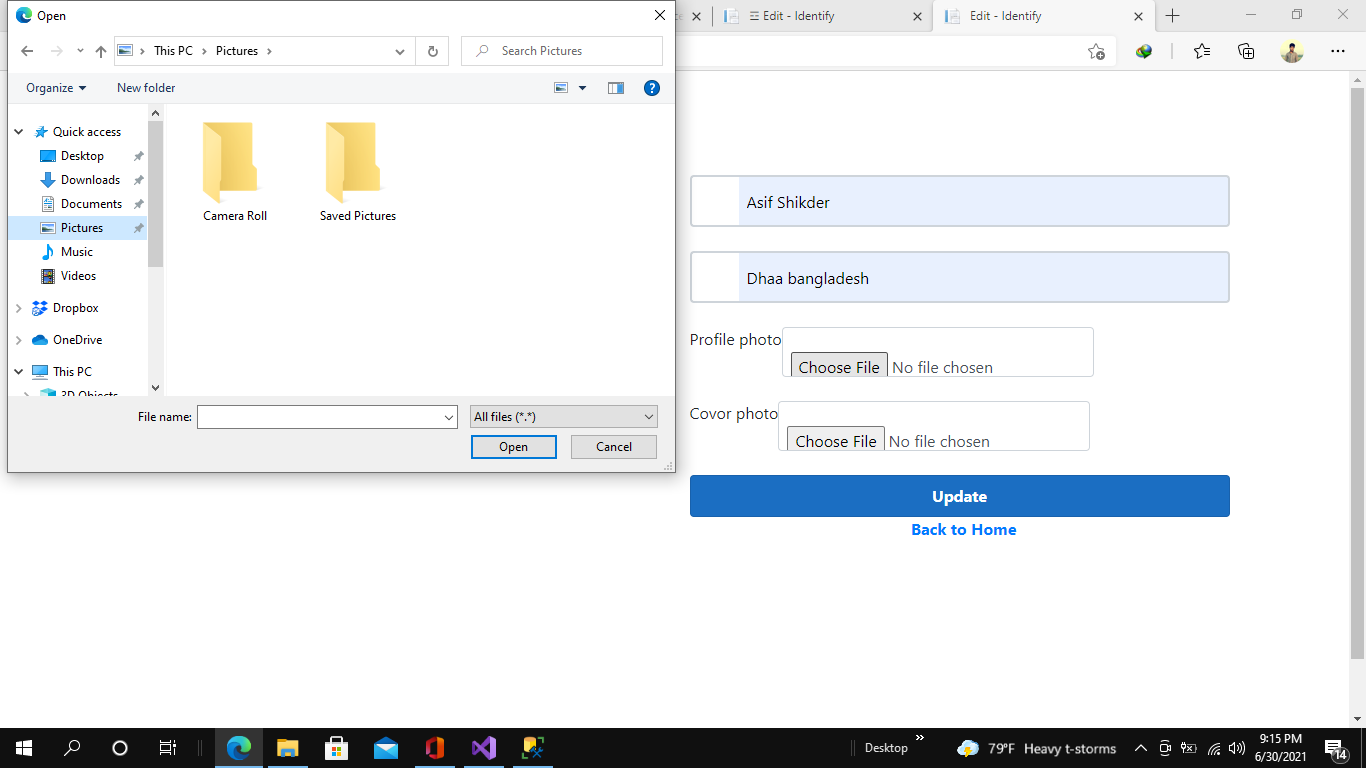 Open
☲ Edit - Identify
Edit - Identify
This PC
Pictures
Search Pictures
Organize
New folder
Quick access
Desktop
Downloads
Documents
Pictures
Music
Videos
Dropbox
OneDrive
This PC
3D Objects
Camera Roll
Saved Pictures
File name:
All files (*.*)
Open
Cancel
Asif Shikder
Dhaa bangladesh
Profile photo
Choose File No file chosen
Covor photo
Choose File No file chosen
Update
Back to Home
Desktop
79°F Heavy t-storms
9:15 PM
6/30/2021
14